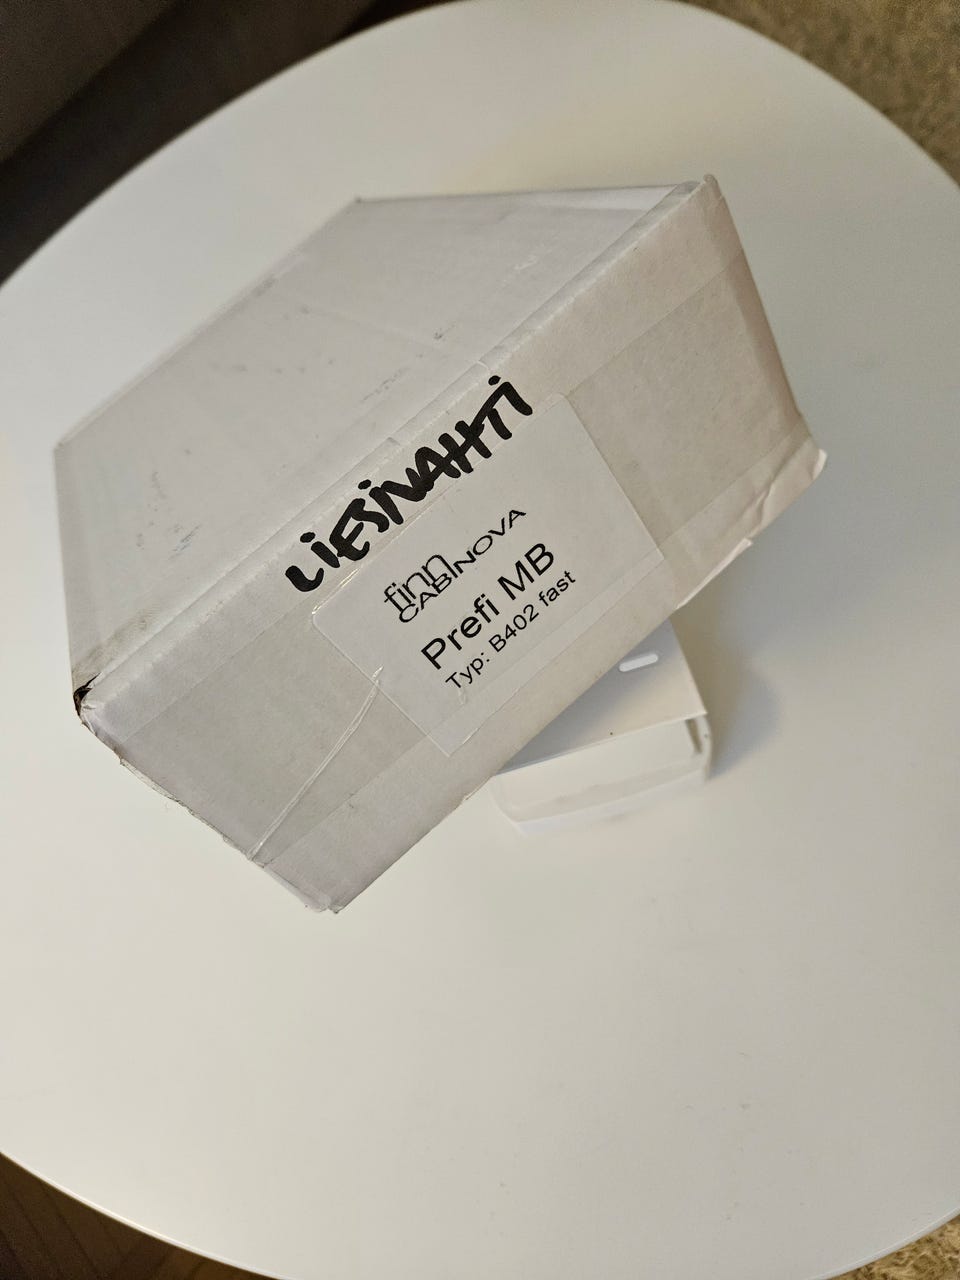 LiESiNAHTi
finn
CABINOVA
Prefi MB
Typ: B402 fast